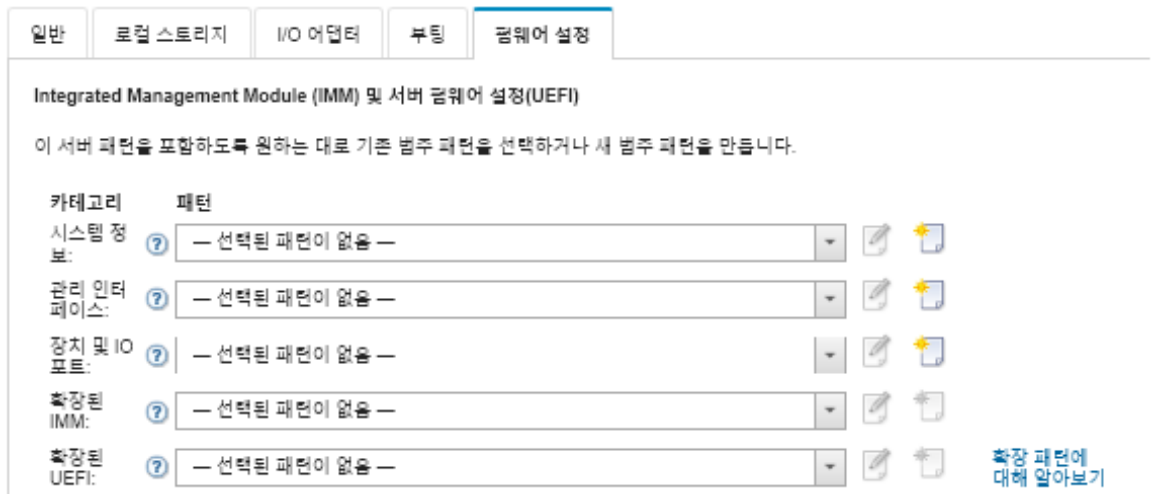 일반 로컬 스토리지 I/O 어댑터 부팅 펌웨어 설정
Integrated Management Module (IMM) 및 서버 펌웨어 설정(UEFI)
이 서버 패턴을 포함하도록 원하는 대로 기존 범주 패턴을 선택하거나 새 범주 패턴을 만듭니다.
카테고리 패턴
시스템 정
보:
? — 선택된 패턴이 없음 —
관리 인터
페이스:
? — 선택된 패턴이 없음 —
장치 및 IO
포트:
? — 선택된 패턴이 없음 —
확장된
IMM:
? — 선택된 패턴이 없음 —
확장된
UEFI:
? — 선택된 패턴이 없음 —
확장 패턴에
대해 알아보기